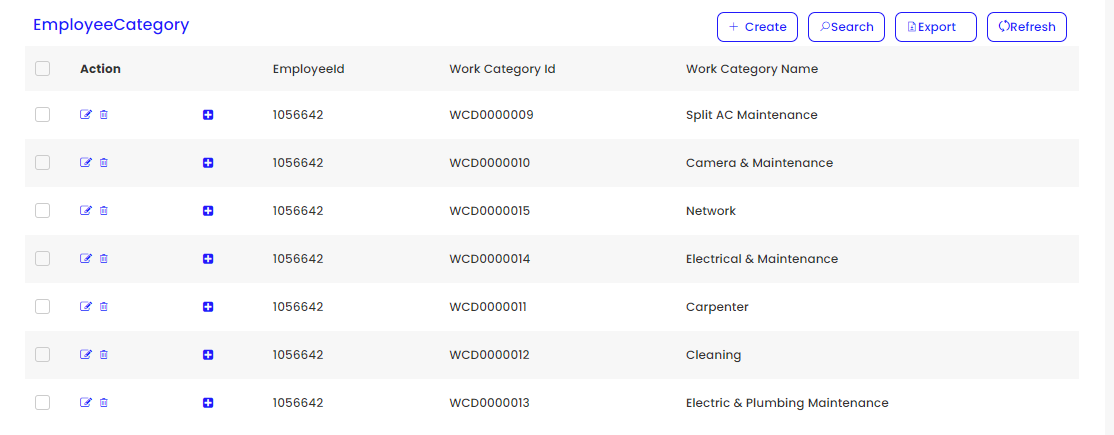 EmployeeCategory
Create Search Export Refresh
Action EmployeeId Work Category Id Work Category Name
1056642 WCD0000009 Split AC Maintenance
1056642 WCD0000010 Camera & Maintenance
1056642 WCD0000015 Network
1056642 WCD0000014 Electrical & Maintenance
1056642 WCD0000011 Carpenter
1056642 WCD0000012 Cleaning
1056642 WCD0000013 Electric & Plumbing Maintenance